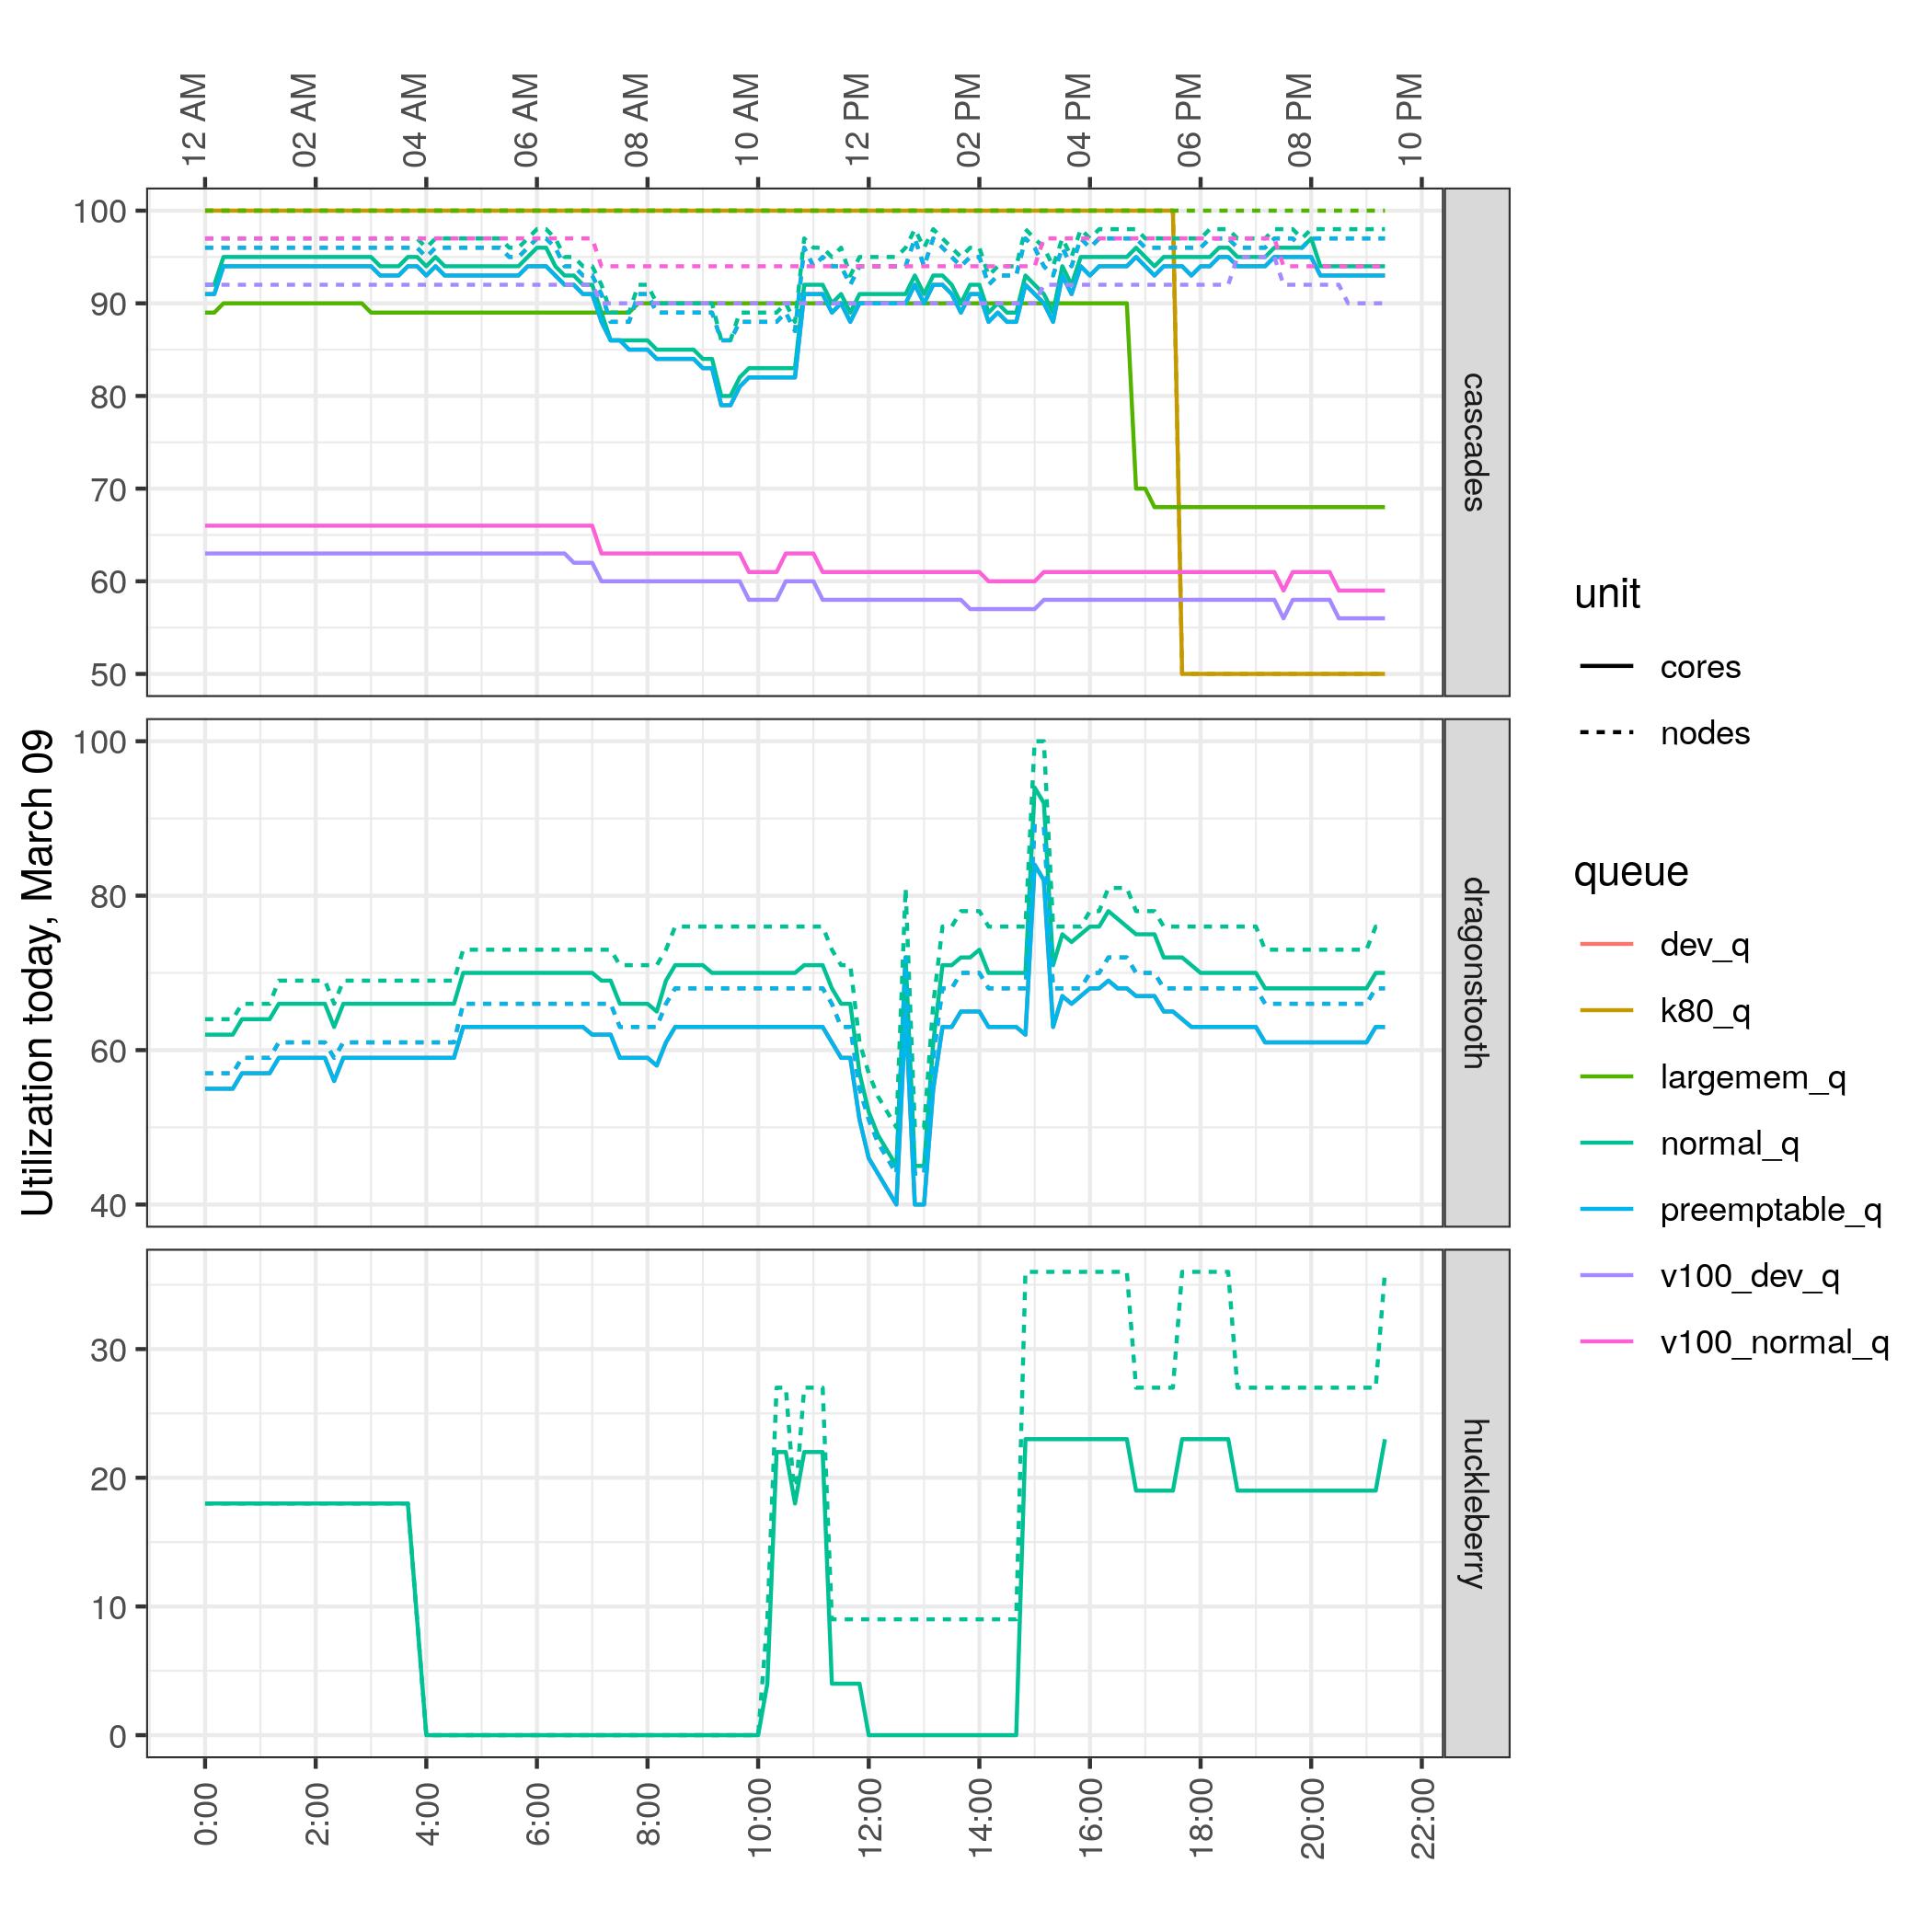 12 AM
02 AM
04 AM
06 AM
08 AM
10 AM
12 PM
02 PM
04 PM
06 PM
08 PM
10 PM
Utilization today, March 09
100
90
80
70
60
50
cascades
100
80
60
40
dragonstooth
30
20
10
0
huckleberry
0:00
2:00
4:00
6:00
8:00
10:00
12:00
14:00
16:00
18:00
20:00
22:00
unit
cores
nodes
queue
dev_q
k80_q
largemem_q
normal_q
preemptable_q
v100_dev_q
v100_normal_q